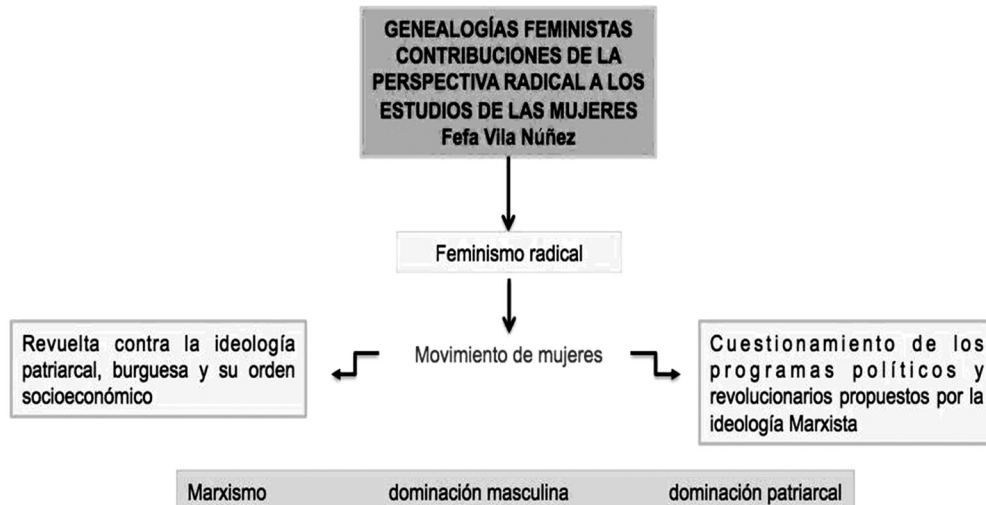 GENEALOGÍAS FEMINISTAS
CONTRIBUCIONES DE LA
PERSPECTIVA RADICAL A LOS
ESTUDIOS DE LAS MUJERES
Fefa Vila Núñez
Feminismo radical
Movimiento de mujeres
Revuelta contra la ideología
patriarcal, burguesa y su orden
socioeconómico
Cuestionamiento de los
programas políticos y
revolucionarios propuestos por la
ideología Marxista
Marxismo dominación masculina dominación patriarcal